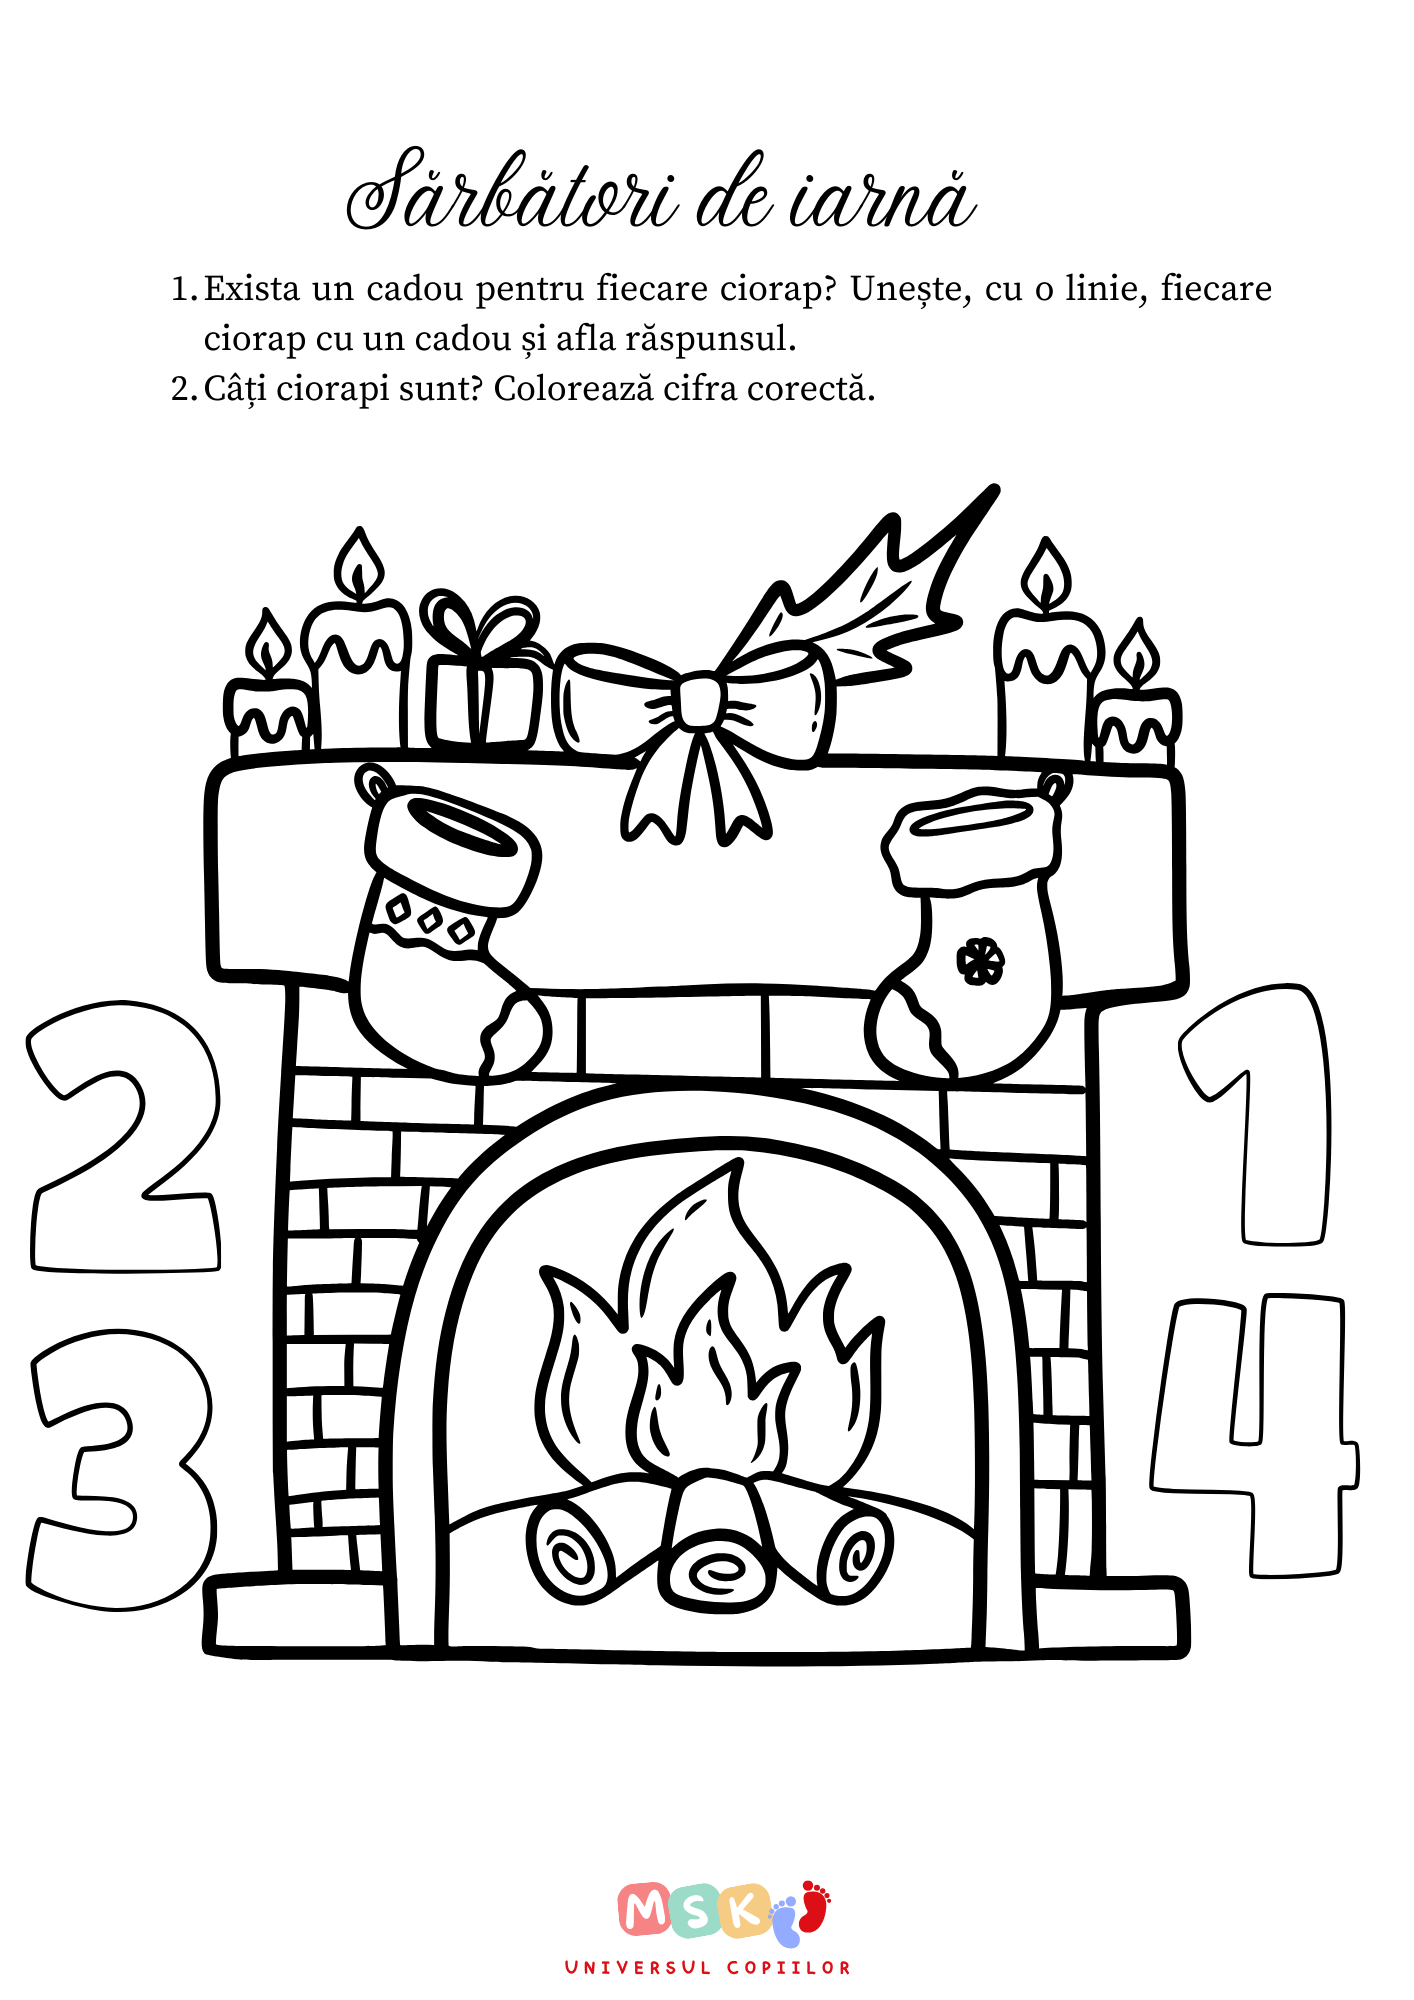 Sărbători de iarnă
1. Exista un cadou pentru fiecare ciorap? Unește, cu o linie, fiecare
ciorap cu un cadou și afla răspunsul.
2. Câți ciorapi sunt? Colorează cifra corectă.
2
1
3
4
MSK
UNIVERSUL COPIILOR